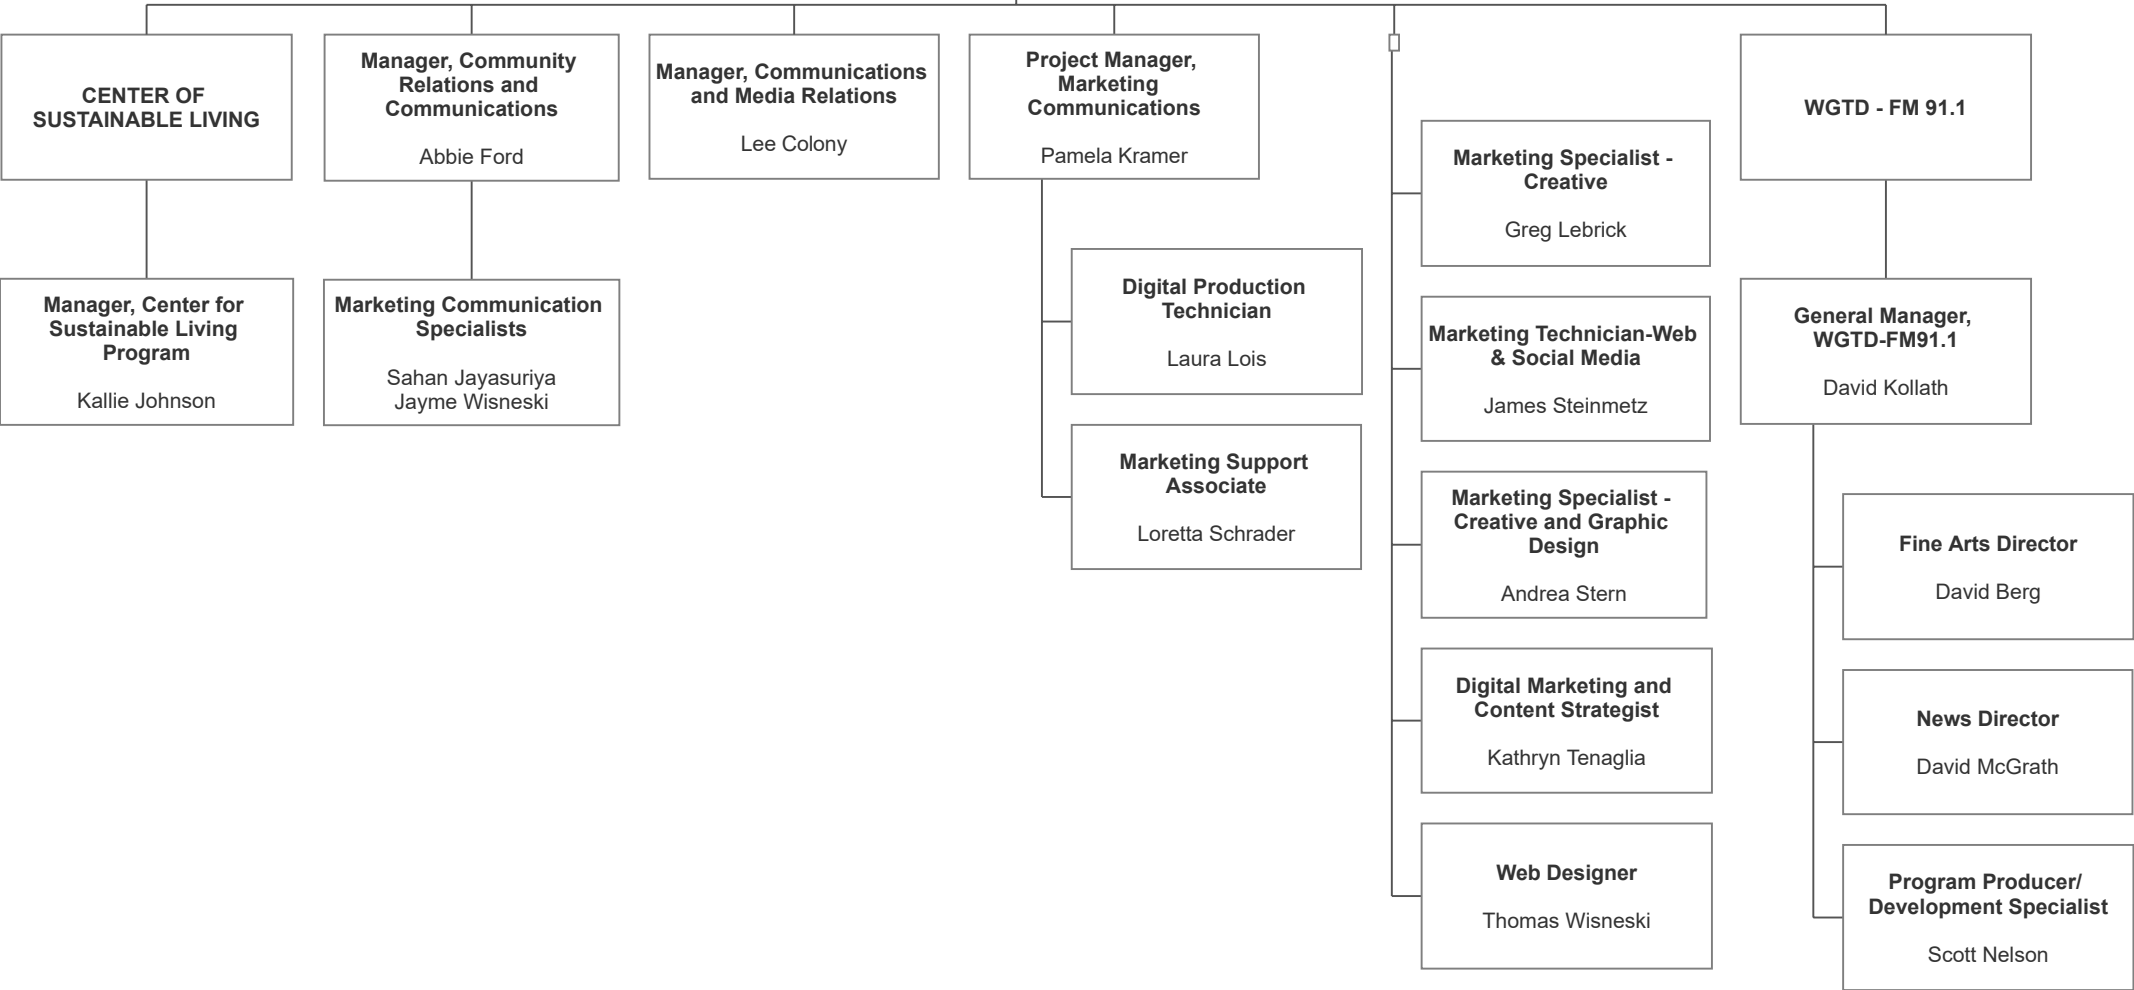 CENTER OF
SUSTAINABLE LIVING
Manager, Community
Relations and
Communications
Abbie Ford
Manager, Communications
and Media Relations
Lee Colony
Project Manager,
Marketing
Communications
Pamela Kramer
WGTD - FM 91.1
Manager, Center for
Sustainable Living
Program
Kallie Johnson
Marketing Communication
Specialists
Sahan Jayasuriya
Jayme Wisneski
Digital Production
Technician
Laura Lois
Marketing Support
Associate
Loretta Schrader
Marketing Specialist -
Creative
Greg Lebrick
Marketing Technician-Web
& Social Media
James Steinmetz
Marketing Specialist -
Creative and Graphic
Design
Andrea Stern
Digital Marketing and
Content Strategist
Kathryn Tenaglia
Web Designer
Thomas Wisneski
General Manager,
WGTD-FM91.1
David Kollath
Fine Arts Director
David Berg
News Director
David McGrath
Program Producer/
Development Specialist
Scott Nelson